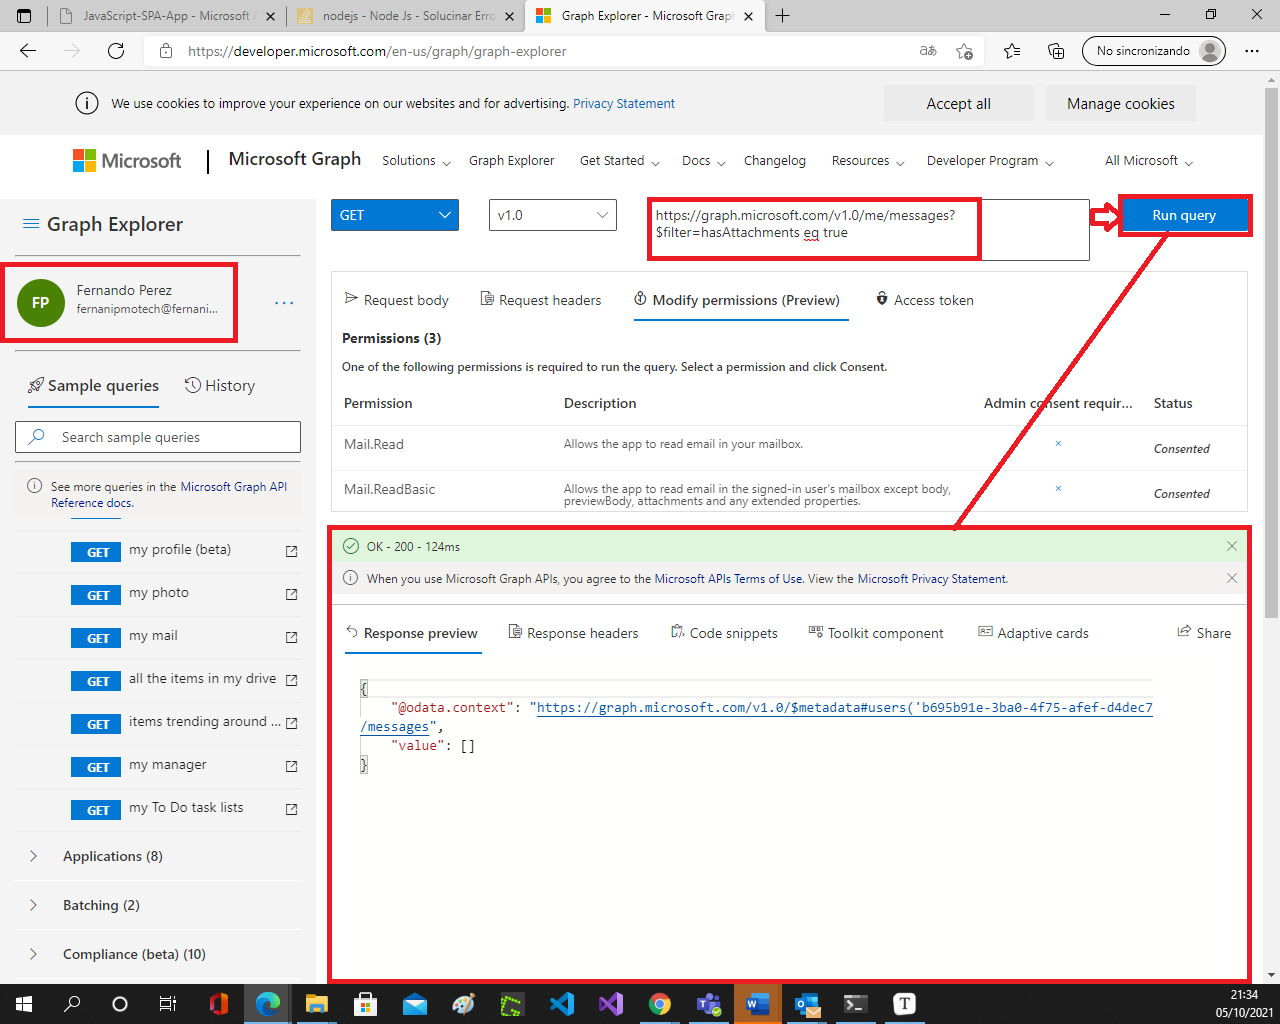 JavaScript-SPA-App - Microsoft A
nodejs - Node Js - Solucinar Erro
Graph Explorer - Microsoft Graph
https://developer.microsoft.com/en-us/graph/graph-explorer
No sincronizando
We use cookies to improve your experience on our websites and for advertising. Privacy Statement
Accept all
Manage cookies
Microsoft
Microsoft Graph
Solutions
Graph Explorer
Get Started
Docs
Changelog
Resources
Developer Program
All Microsoft
Graph Explorer
GET
v1.0
https://graph.microsoft.com/v1.0/me/messages?
$filter=hasAttachments eq true
Run query
FP
Fernando Perez
fernanipmotech@fernani...
Request body
Request headers
Modify permissions (Preview)
Access token
Permissions (3)
One of the following permissions is required to run the query. Select a permission and click Consent.
Permission
Description
Admin consent requir...
Status
Mail.Read
Allows the app to read email in your mailbox.
Consented
Mail.ReadBasic
Allows the app to read email in the signed-in user's mailbox except body,
previewBody, attachments and any extended properties.
Consented
Sample queries
History
Search sample queries
See more queries in the Microsoft Graph API
Reference docs.
GET my profile (beta)
GET my photo
GET my mail
GET all the items in my drive
GET items trending around ...
GET my manager
GET my To Do task lists
Applications (8)
Batching (2)
Compliance (beta) (10)
OK - 200 - 124ms
When you use Microsoft Graph APIs, you agree to the Microsoft APIs Terms of Use. View the Microsoft Privacy Statement.
Response preview
Response headers
Code snippets
Toolkit component
Adaptive cards
Share
{
"@odata.context": "https://graph.microsoft.com/v1.0/$metadata#users('b695b91e-3ba0-4f75-afef-d4dec7
/messages",
"value": []
}
21:34
05/10/2021